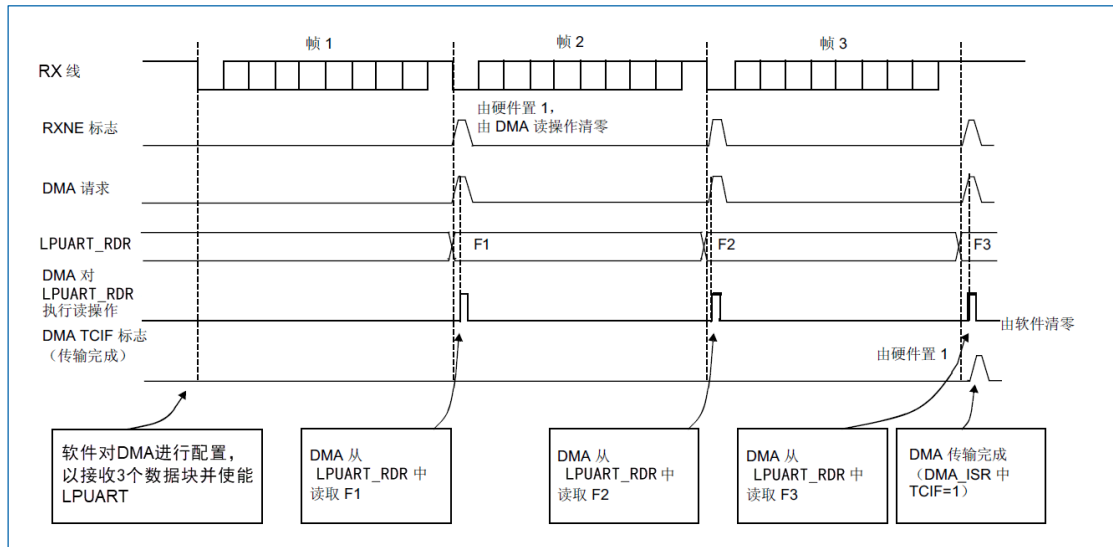 帧 1
帧 2
帧 3
RX 线
由硬件置 1，
由 DMA 读操作清零
RXNE 标志
DMA 请求
LPUART_RDR
F1
F2
F3
DMA 对
LPUART_RDR
执行读操作
由软件清零
DMA TCIF 标志
（传输完成）
由硬件置 1
软件对DMA进行配置，
以接收3个数据块并使能
LPUART
DMA 从
LPUART_RDR 中
读取 F1
DMA 从
LPUART_RDR 中
读取 F2
DMA 从
LPUART_RDR 中
读取 F3
DMA 传输完成
（DMA_ISR 中
TCIF=1）